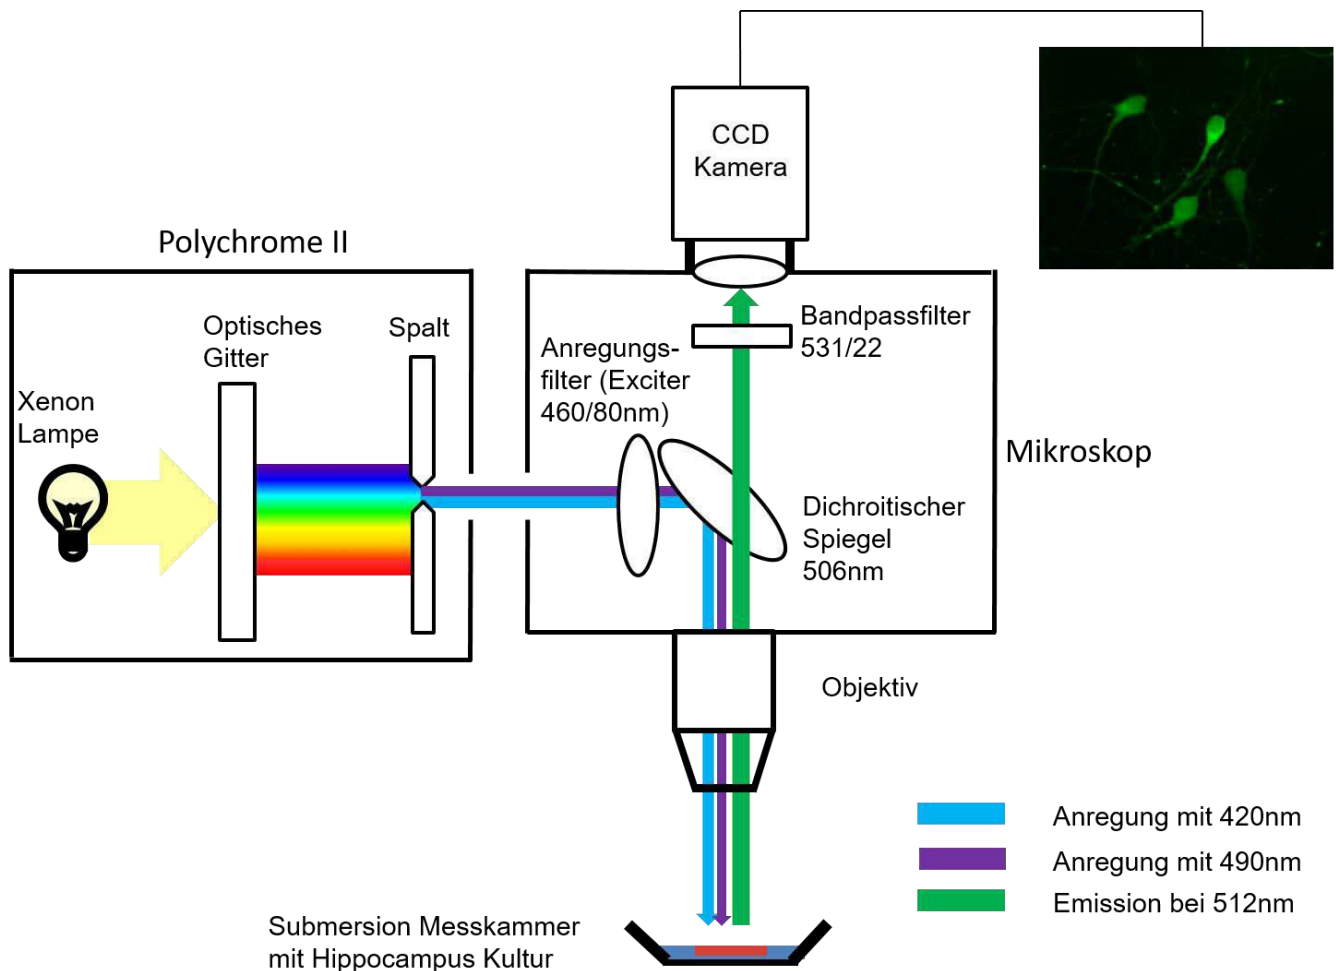 CCD
Kamera
Polychrome II
Optisches
Gitter
Spalt
Xenon
Lampe
Anregungs-
filter (Exciter
460/80nm)
Bandpassfilter
531/22
Mikroskop
Dichroitischer
Spiegel
506nm
Objektiv
Anregung mit 420nm
Anregung mit 490nm
Emission bei 512nm
Submersion Messkammer
mit Hippocampus Kultur